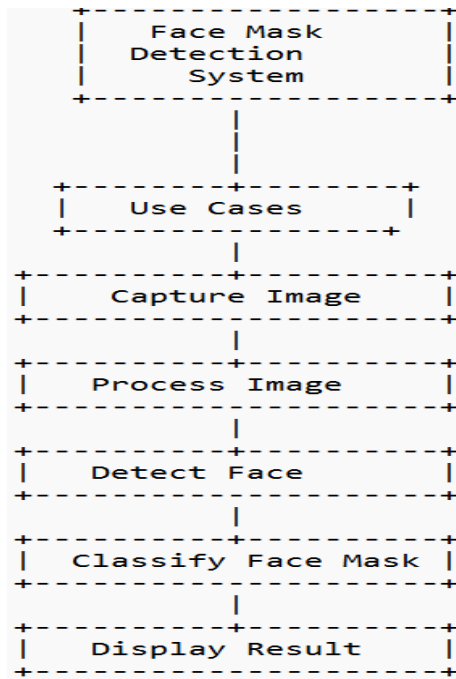 Face Mask
Detection
System
Use Cases
Capture Image
Process Image
Detect Face
Classify Face Mask
Display Result